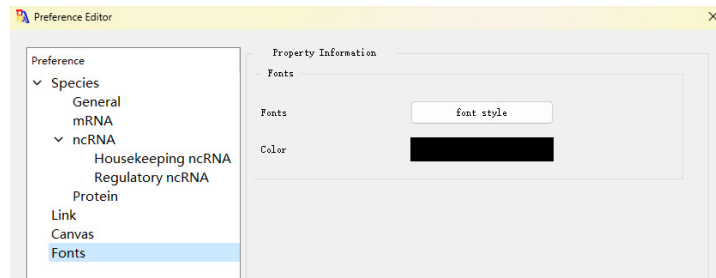 Preference Editor
Preference
Species
General
mRNA
ncRNA
Housekeeping ncRNA
Regulatory ncRNA
Protein
Link
Canvas
Fonts
Property Information
Fonts
Fonts
font style
Color